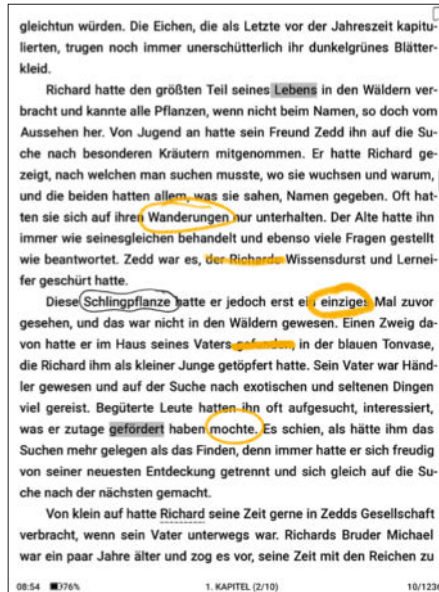 gleichtun würden. Die Eichen, die als Letzte vor der Jahreszeit kapitu-
lierten, trugen noch immer unerschütterlich ihr dunkelgrünes Blätter-
kleid.
Richard hatte den größten Teil seines Lebens in den Wäldern ver-
bracht und kannte alle Pflanzen, wenn nicht beim Namen, so doch vom
Aussehen her. Von Jugend an hatte sein Freund Zedd ihn auf die Su-
che nach besonderen Kräutern mitgenommen. Er hatte Richard ge-
zeigt, nach welchen man suchen musste, wo sie wuchsen und warum,
und die beiden hatten allem, was sie sahen, Namen gegeben. Oft hat-
ten sie sich auf ihren Wanderungen nur unterhalten. Der Alte hatte ihn
immer wie seinesgleichen behandelt und ebenso viele Fragen gestellt
wie beantwortet. Zedd war es, der Richards Wissensdurst und Lernei-
fer geschürt hatte.
Diese Schlingpflanze hatte er jedoch erst ein einziges Mal zuvor
gesehen, und das war nicht in den Wäldern gewesen. Einen Zweig da-
von hatte er im Haus seines Vaters gefunden, in der blauen Tonvase,
die Richard ihm als kleiner Junge getöpfert hatte. Sein Vater war Händ-
ler gewesen und auf der Suche nach exotischen und seltenen Dingen
viel gereist. Begüterte Leute hatten ihn oft aufgesucht, interessiert,
was er zutage gefördert haben mochte. Es schien, als hätte ihm das
Suchen mehr gelegen als das Finden, denn immer hatte er sich freudig
von seiner neuesten Entdeckung getrennt und sich gleich auf die Su-
che nach der nächsten gemacht.
Von klein auf hatte Richard seine Zeit gerne in Zedds Gesellschaft
verbracht, wenn sein Vater unterwegs war. Richards Bruder Michael
war ein paar Jahre älter und zog es vor, seine Zeit mit den Reichen zu
08:54 76% 1. KAPITEL (2/10) 10/1236